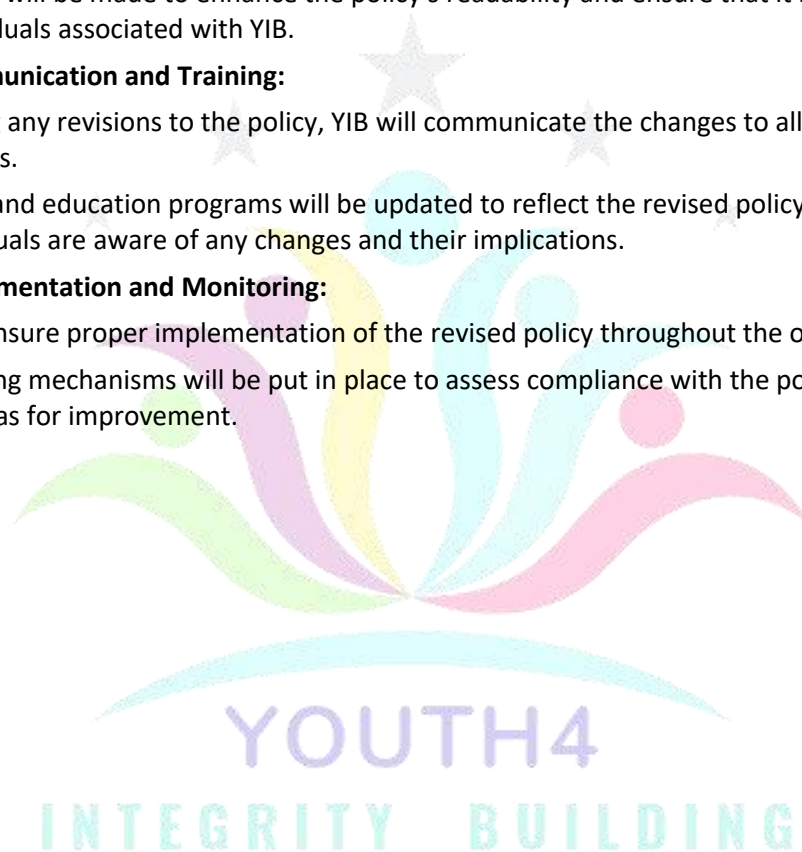 will be made to enhance the policy's readability and ensure that it
duals associated with YIB.
unication and Training:
any revisions to the policy, YIB will communicate the changes to all
s.
and education programs will be updated to reflect the revised policy
uals are aware of any changes and their implications.
mentation and Monitoring:
nsure proper implementation of the revised policy throughout the o
ng mechanisms will be put in place to assess compliance with the po
as for improvement.
YOUTH4
INTEGRITY BUILDING